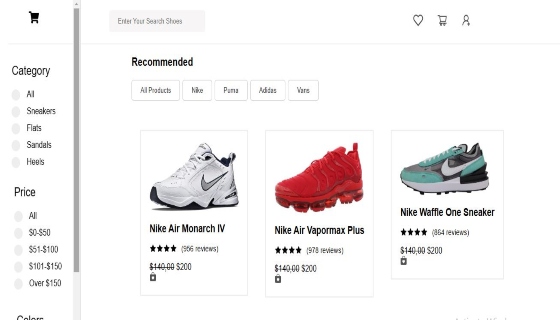 Enter Your Search Shoes
Category
All
Sneakers
Flats
Sandals
Heels
Price
All
$0-$50
$51-$100
$101-$150
Over $150
Colors
Recommended
All Products
Nike
Puma
Adidas
Vans
Nike Air Monarch IV
(956 reviews)
$140,00 $200
Nike Air Vapormax Plus
(978 reviews)
$140,00 $200
Nike Waffle One Sneaker
(864 reviews)
$140,00 $200